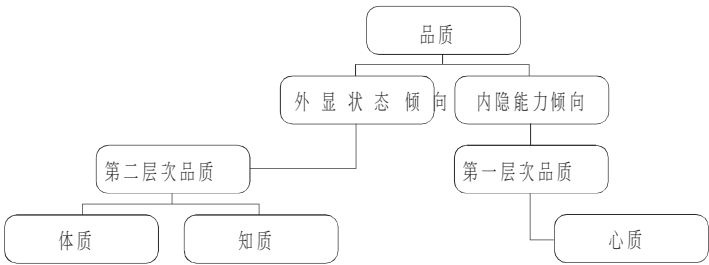 品质
外显状态倾向
内隐能力倾向
第二层次品质
第一层次品质
体质
知质
心质